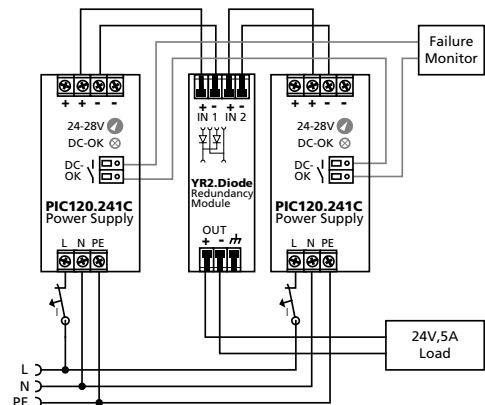 Failure
Monitor
+ + - -
24-28V
DC-OK
DC-
OK
PIC120.241C
Power Supply
L N PE
I
+ - + -
IN 1 IN 2
YR2.Diode
Redundancy
Module
OUT
+ -
+ + - -
24-28V
DC-OK
DC-
OK
PIC120.241C
Power Supply
L N PE
I
24V,5A
Load
L
N
PE